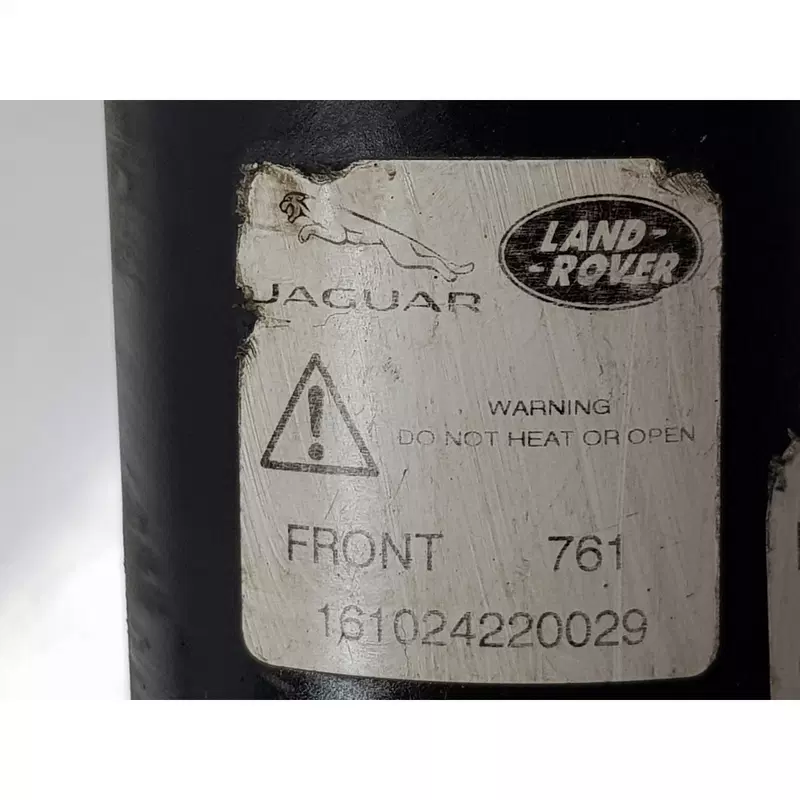 JAGUAR
LAND-
-ROVER
WARNING
DO NOT HEAT OR OPEN
FRONT 761
161024220029